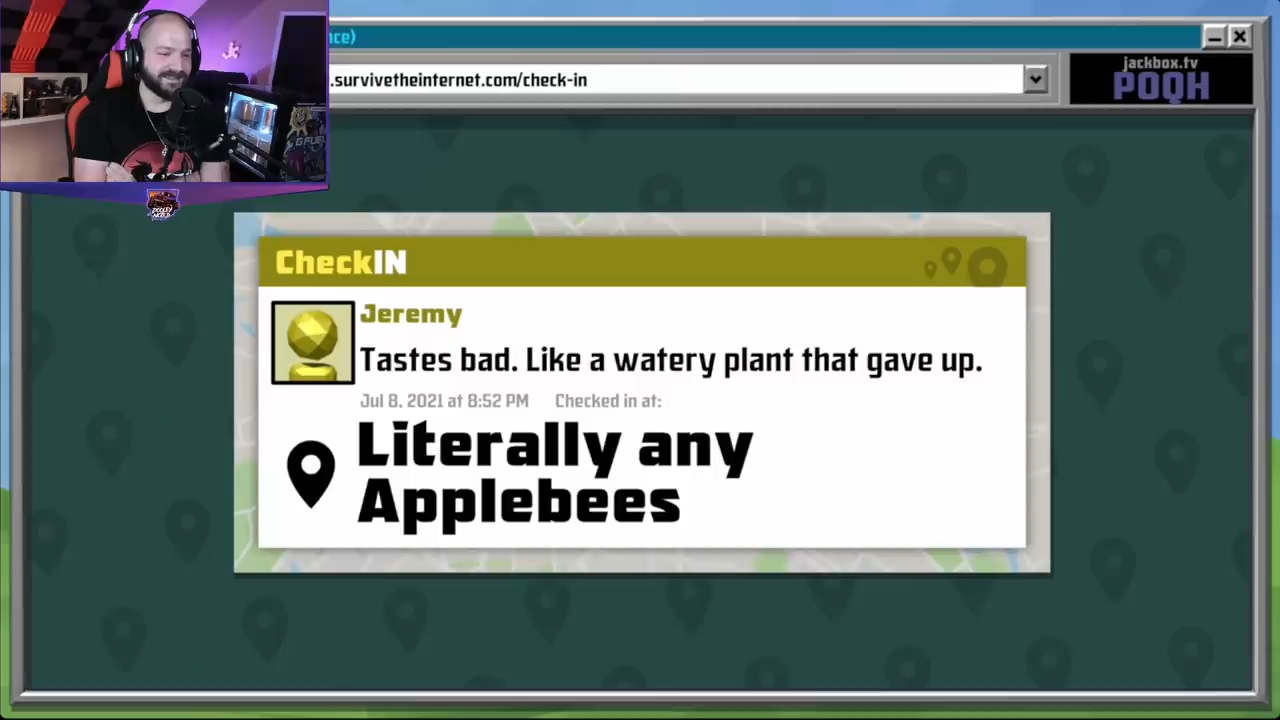 nce)
.survivetheinternet.com/check-in
jackbox.tv
POQH
CheckIN
Jeremy
Tastes bad. Like a watery plant that gave up.
Jul 8, 2021 at 8:52 PM Checked in at:
Literally any
Applebees
G FUEL